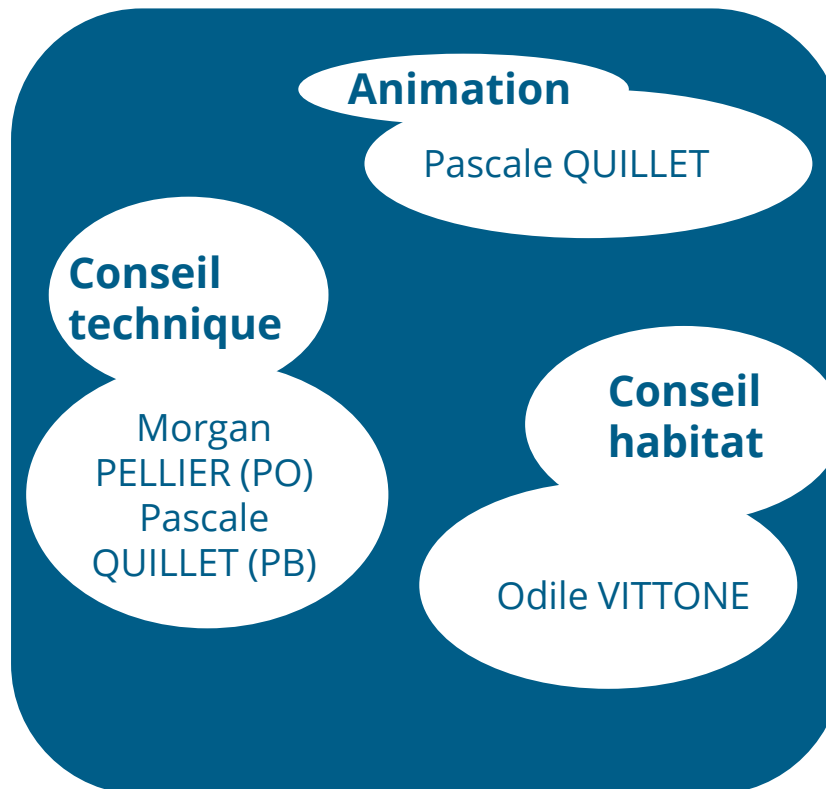 Animation
Pascale QUILLET
Conseil
technique
Morgan
PELLIER (PO)
Pascale
QUILLET (PB)
Conseil
habitat
Odile VITTONE